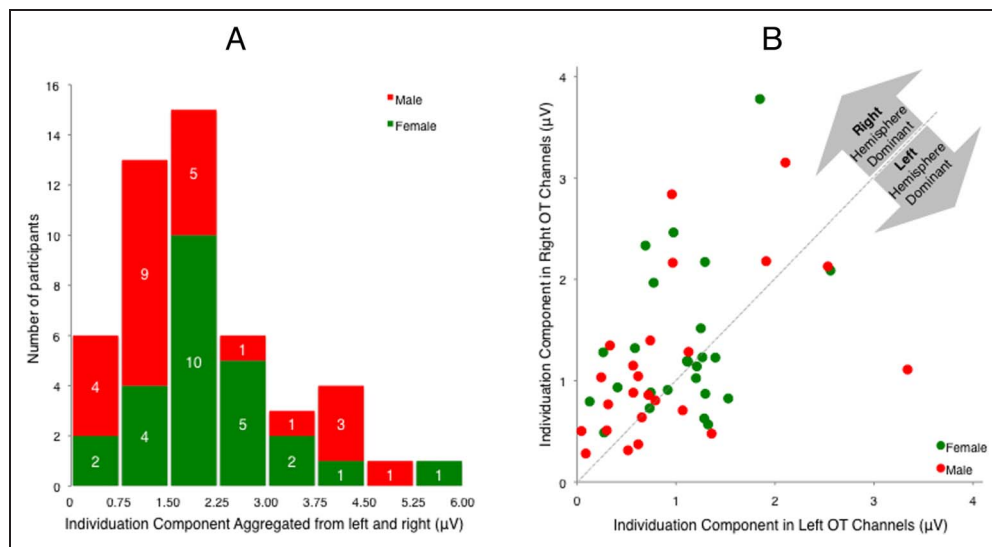 A
16
14
12
10
8
6
4
2
0
Number of participants
Male
Female
4
2
9
4
5
10
1
5
1
2
3
1
1
1
0 0.75 1.50 2.25 3.00 3.75 4.50 5.25 6.00
Individuation Component Aggregated from left and right (µV)
B
4
3
2
1
0
Individuation Component in Right OT Channels (µV)
Right
Hemisphere
Dominant
Left
Hemisphere
Dominant
Female
Male
0 1 2 3 4
Individuation Component in Left OT Channels (µV)